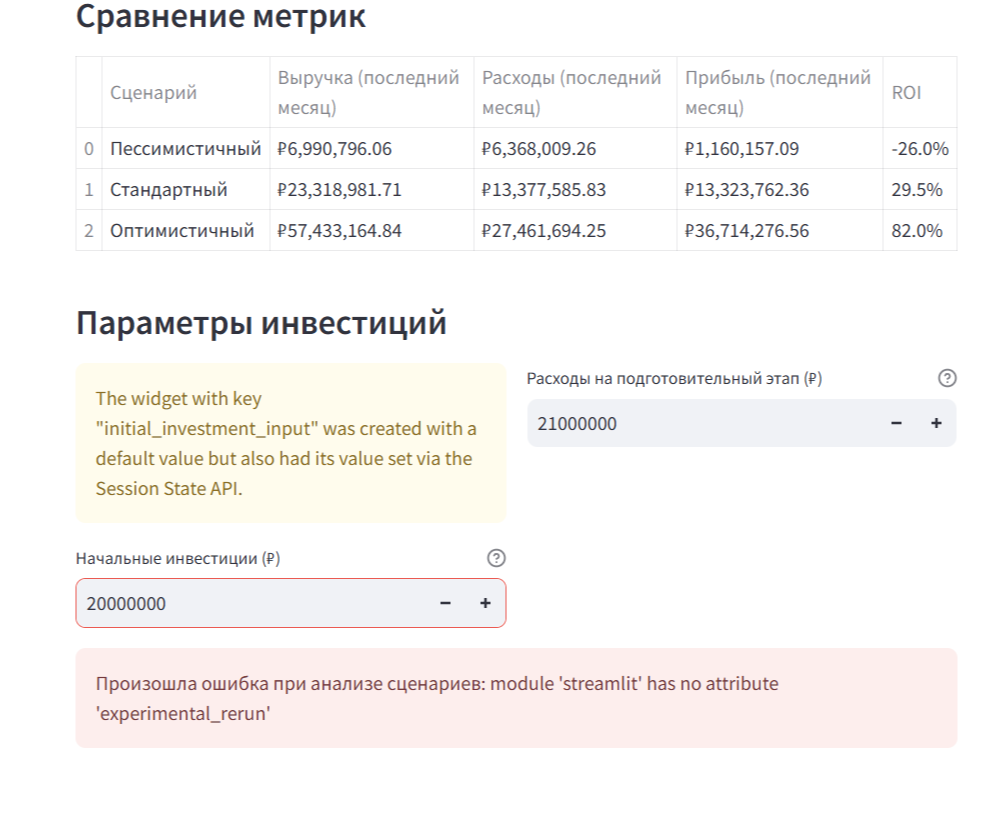 Сравнение метрик
Сценарий Выручка (последний месяц) Расходы (последний месяц) Прибыль (последний месяц) ROI
0 Пессимистичный ₽6,990,796.06 ₽6,368,009.26 ₽1,160,157.09 -26.0%
1 Стандартный ₽23,318,981.71 ₽13,377,585.83 ₽13,323,762.36 29.5%
2 Оптимистичный ₽57,433,164.84 ₽27,461,694.25 ₽36,714,276.56 82.0%
Параметры инвестиций
The widget with key
"initial_investment_input" was created with a
default value but also had its value set via the
Session State API.
Начальные инвестиции (₽)
20000000
Расходы на подготовительный этап (₽)
21000000
Произошла ошибка при анализе сценариев: module 'streamlit' has no attribute
'experimental_rerun'